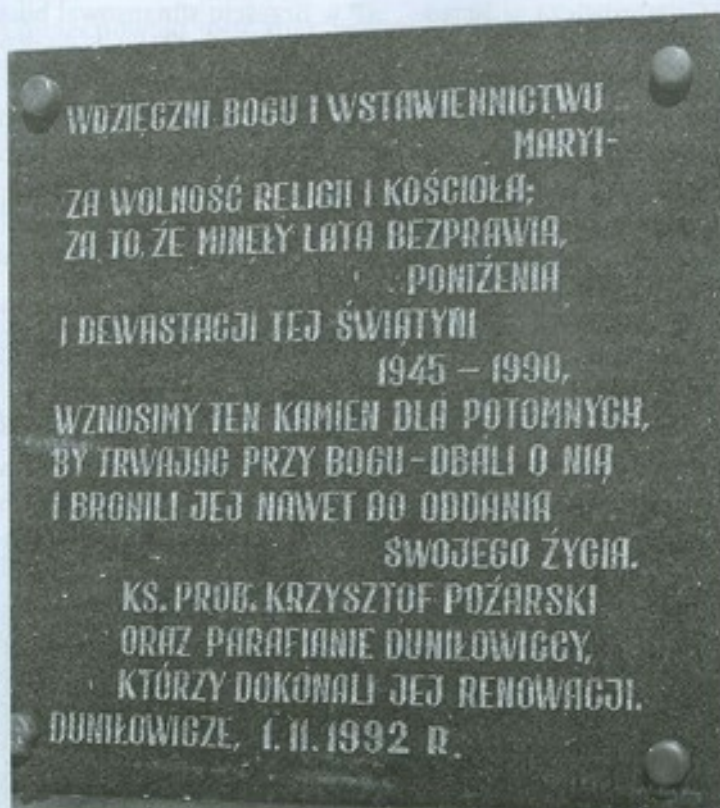 WDZIĘCZNI BOGU I WSTAWIENNICTWU
MARYI-
ZA WOLNOŚĆ RELIGII I KOŚCIOŁA;
ZA TO, ŻE MINĘŁY LATA BEZPRAWIA,
PONIŻENIA
I DEWASTACJI TEJ ŚWIĄTYNI
1945 – 1990,
WZNOSIMY TEN KAMIEŃ DLA POTOMNYCH,
BY TRWAJĄC PRZY BOGU – DBALI O NIĄ
I BRONILI JEJ NAWET DO ODDANIA
SWOJEGO ŻYCIA.
KS. PROB. KRZYSZTOF POŻARSKI
ORAZ PARAFIANIE DUNIŁOWICCY,
KTÓRZY DOKONALI JEJ RENOWACJI.
DUNIŁOWICZE, 1.11.1992 R.